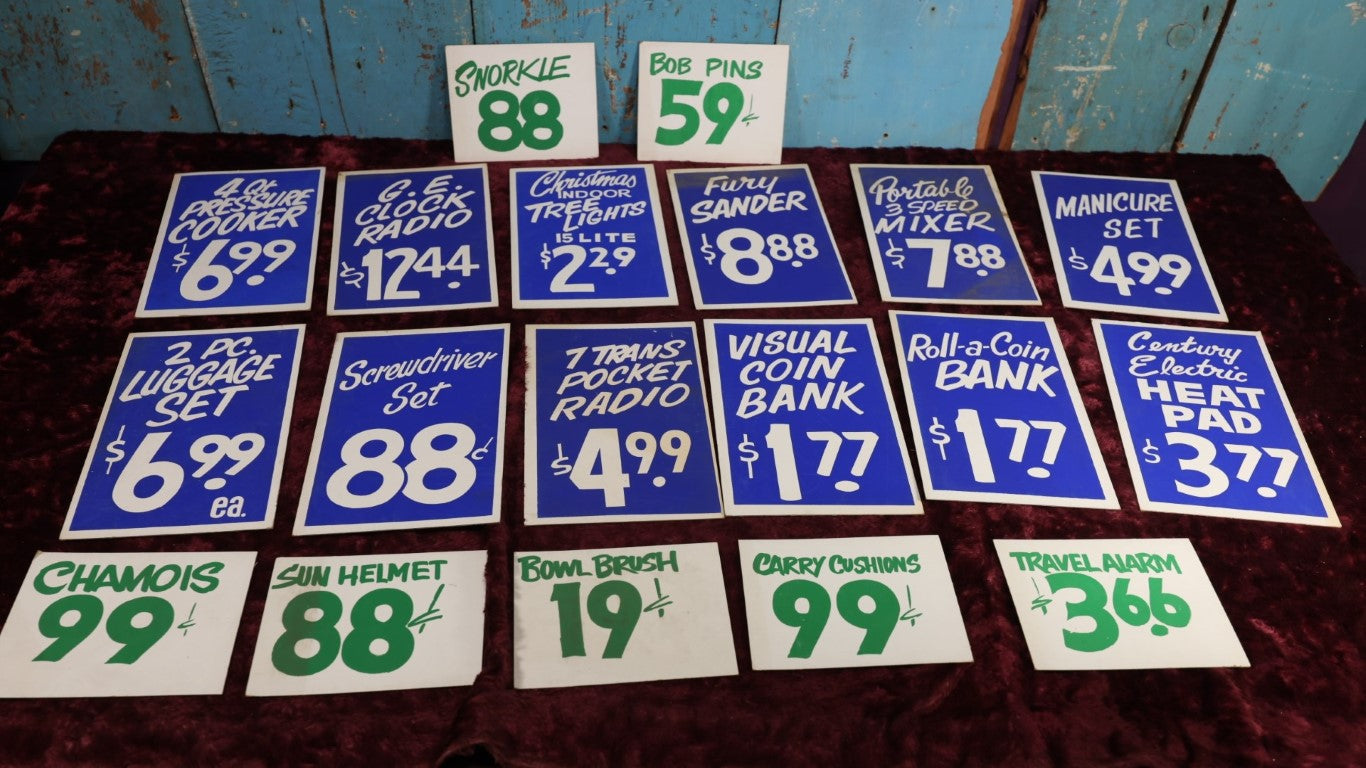 SNORKLE
88
BOB PINS
59¢
4 Qt.
PRESSURE
COOKER
$6.99
G.E.
CLOCK
RADIO
$12.44
Christmas
INDOOR
TREE
LIGHTS
15 LITE
$2.29
Fury
SANDER
$8.88
Portable
3 SPEED
MIXER
$7.88
MANICURE
SET
$4.99
2 PC.
LUGGAGE
SET
$6.99
ea.
Screwdriver
Set
88¢
7 TRANS
POCKET
RADIO
$4.99
VISUAL
COIN
BANK
$1.77
Roll-a-Coin
BANK
$1.77
Century
Electric
HEAT
PAD
$3.77
CHAMOIS
99¢
SUN HELMET
88¢
BOWL BRUSH
19¢
CARRY CUSHIONS
99¢
TRAVEL ALARM
$3.66